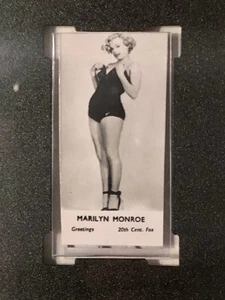 MARILYN MONROE
Greetings 20th Cent. Fox